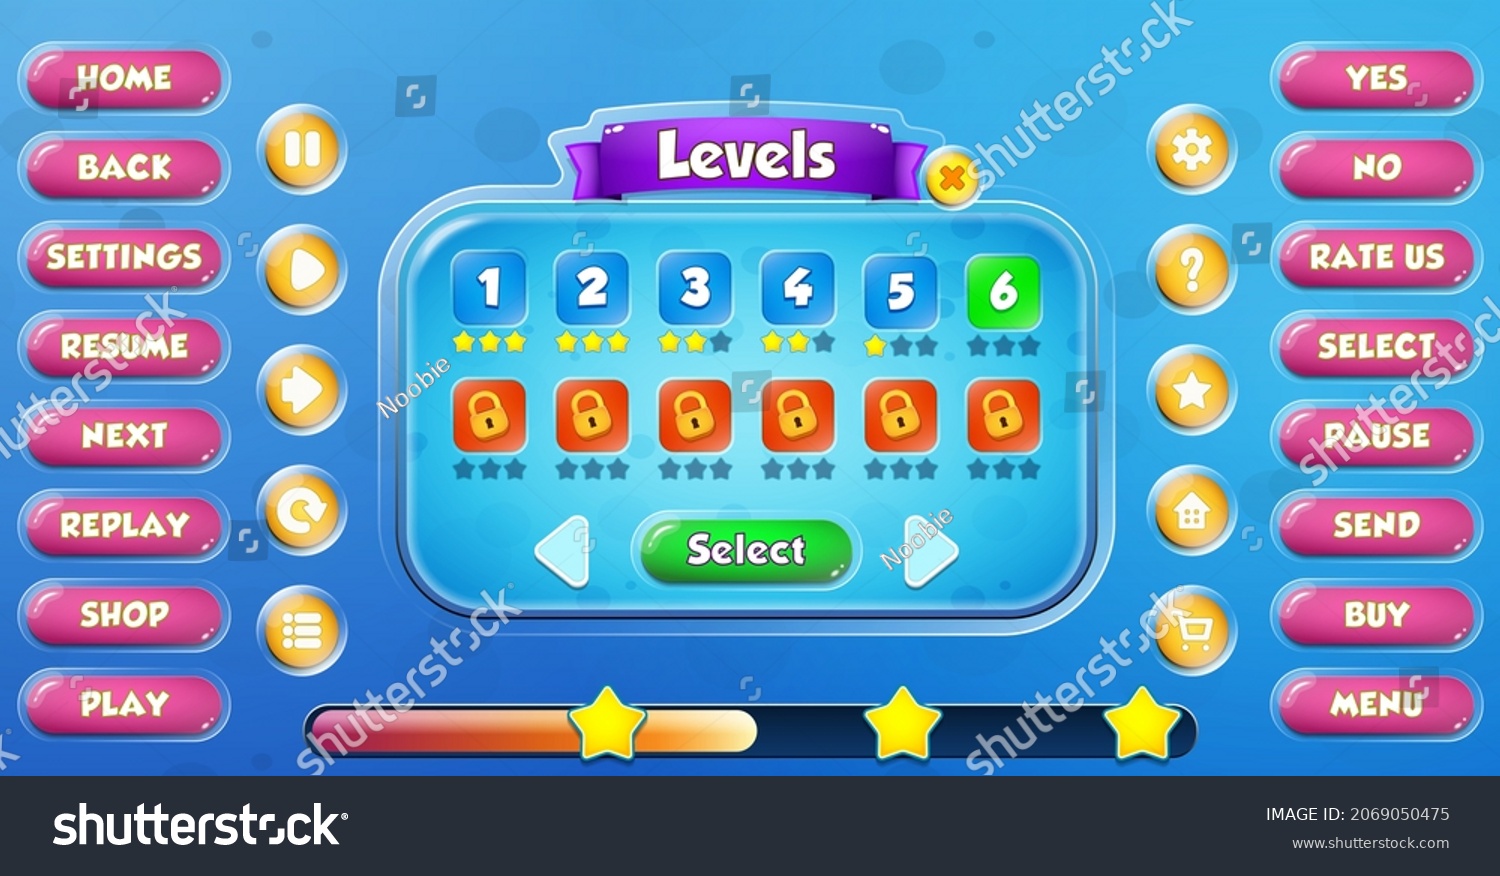 HOME
BACK
SETTINGS
RESUME
NEXT
REPLAY
SHOP
PLAY
Levels
1 2 3 4 5 6
Select
YES
NO
RATE US
SELECT
PAUSE
SEND
BUY
MENU
shutterstock
shutterstock
shutterstock
shutterstock
shutterstock
Noobie
Noobie
shutterstock®
IMAGE ID: 2069050475
www.shutterstock.com